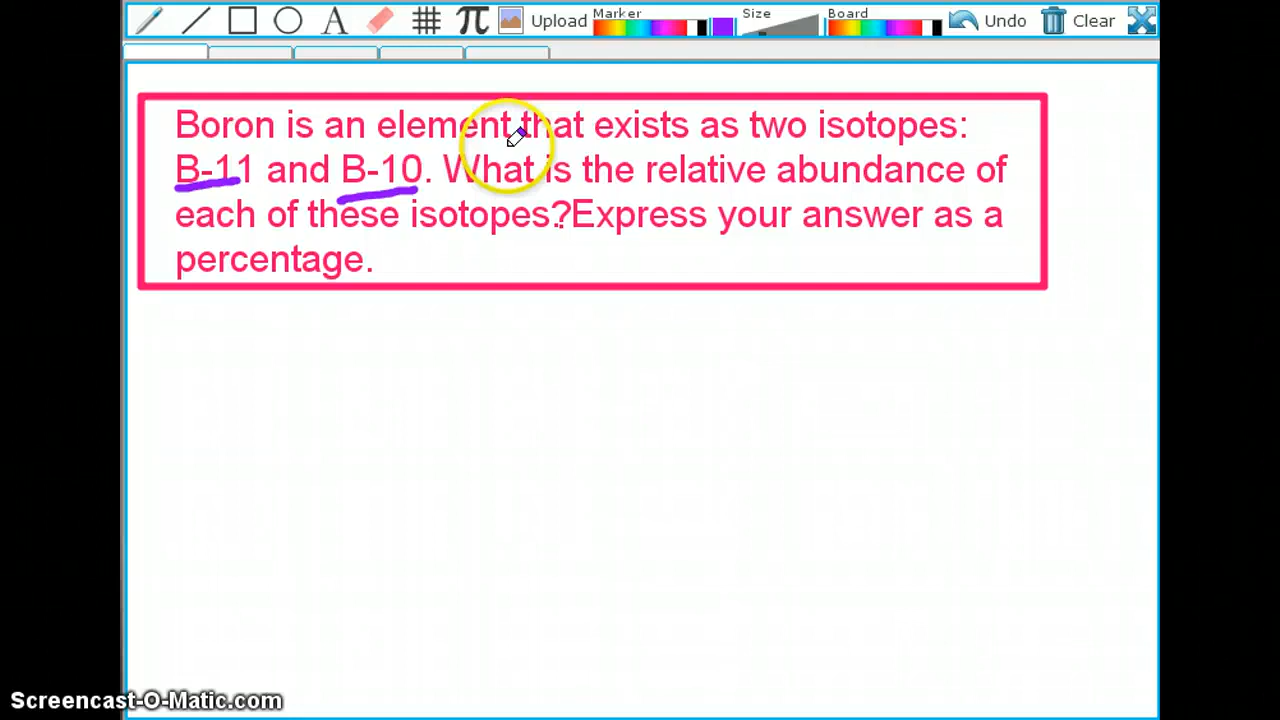 Upload Marker Size Board Undo Clear
Boron is an element that exists as two isotopes:
B-11 and B-10. What is the relative abundance of
each of these isotopes?Express your answer as a
percentage.
Screencast-O-Matic.com